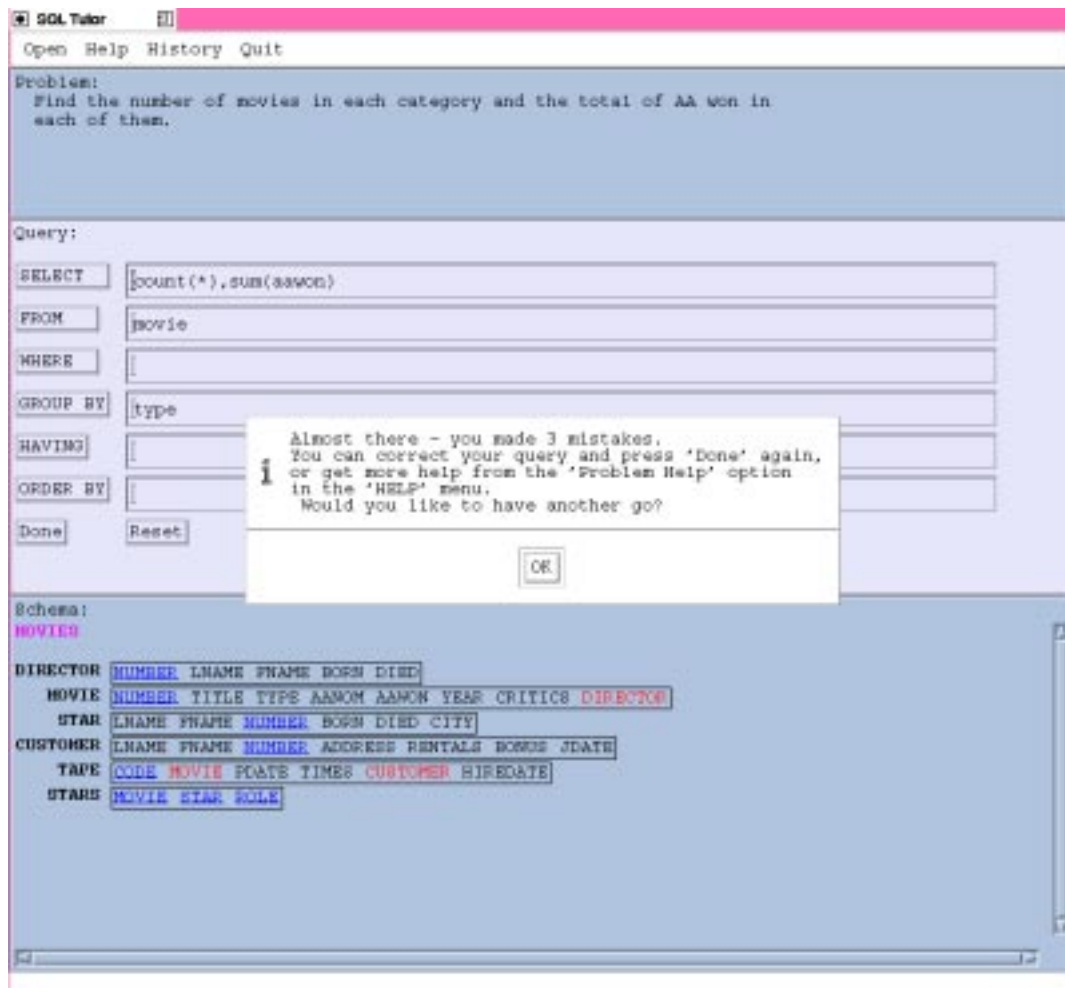 SQL Tutor
Open Help History Quit
Problem:
Find the number of movies in each category and the total of AA won in
each of them.
Query:
SELECT count(*),sum(aawon)
FROM movie
WHERE
GROUP BY type
HAVING
ORDER BY
Done Reset
Almost there - you made 3 mistakes.
You can correct your query and press 'Done' again,
or get more help from the 'Problem Help' option
in the 'HELP' menu.
Would you like to have another go?
OK
Schema:
MOVIES
DIRECTOR NUMBER LNAME FNAME BORN DIED
MOVIE NUMBER TITLE TYPE AANOM AAWON YEAR CRITICS DIRECTOR
STAR LNAME FNAME NUMBER BORN DIED CITY
CUSTOMER LNAME FNAME NUMBER ADDRESS RENTALS BONUS JDATE
TAPE CODE MOVIE PDATE TIMES CUSTOMER HIREDATE
STARS MOVIE STAR ROLE